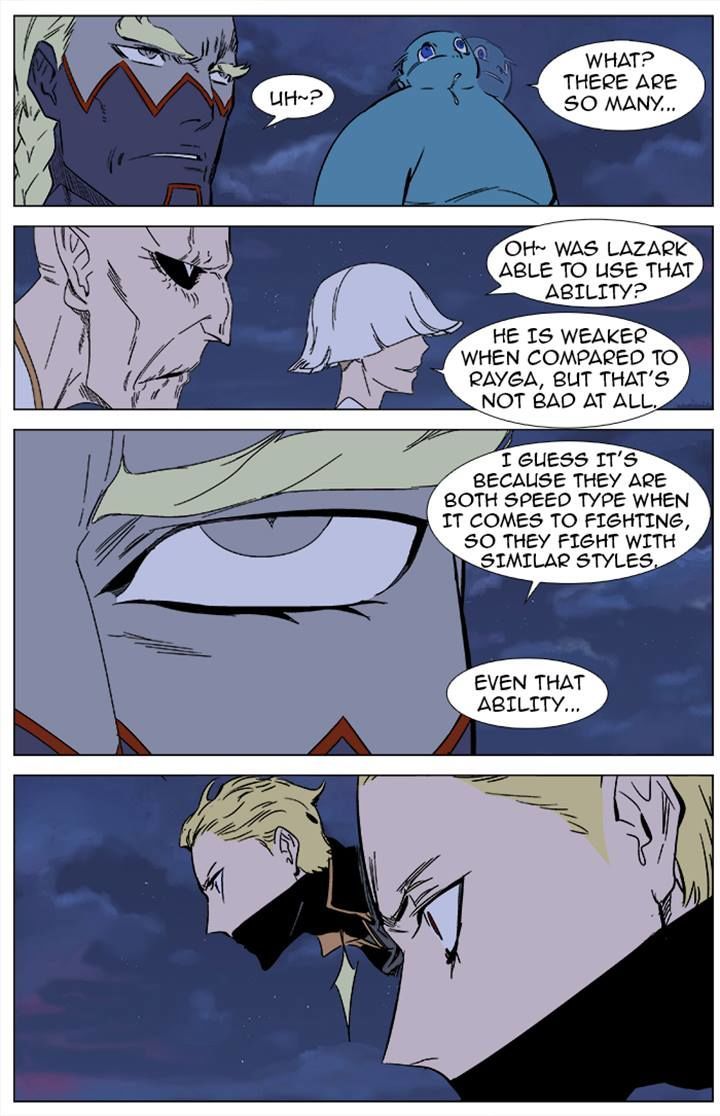 UH~?
WHAT?
THERE ARE
SO MANY...
OH~ WAS LAZARK
ABLE TO USE THAT
ABILITY?
HE IS WEAKER
WHEN COMPARED TO
RAYGA, BUT THAT'S
NOT BAD AT ALL.
I GUESS IT'S
BECAUSE THEY ARE
BOTH SPEED TYPE WHEN
IT COMES TO FIGHTING,
SO THEY FIGHT WITH
SIMILAR STYLES.
EVEN THAT
ABILITY...